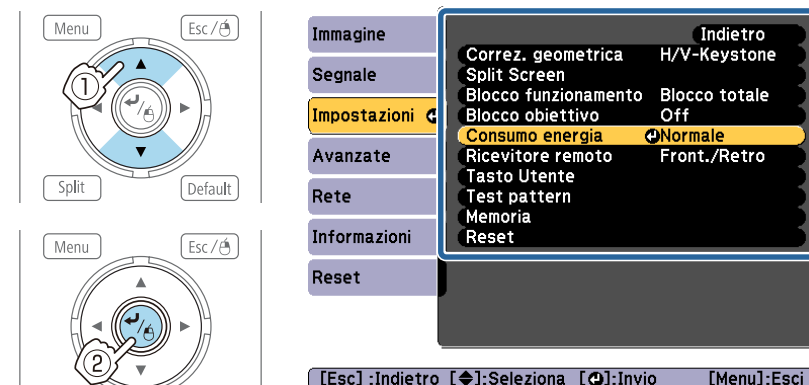 Menu
Esc/
1
Split
Default
Menu
Esc/
2
Immagine
Segnale
Impostazioni
Avanzate
Rete
Informazioni
Reset
Indietro
Correz. geometrica H/V-Keystone
Split Screen
Blocco funzionamento Blocco totale
Blocco obiettivo Off
Consumo energia Normale
Ricevitore remoto Front./Retro
Tasto Utente
Test pattern
Memoria
Reset
[Esc] :Indietro [◆]:Seleziona [⏎]:Invio [Menu]:Esci